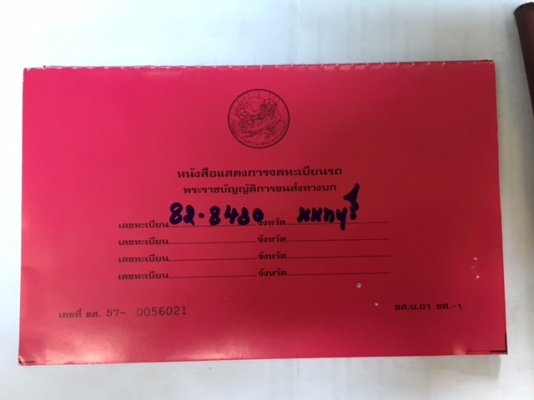 หนังสือแสดงการจดทะเบียนรถ
พระราชบัญญัติการขนส่งทางบก
เลขทะเบียน 82-8480 จังหวัด นนทบุรี
เลขทะเบียน จังหวัด
เลขทะเบียน จังหวัด
เลขทะเบียน จังหวัด
เลขที่ ขส. 57- 0056021
ขส.น.01 ขส.-1